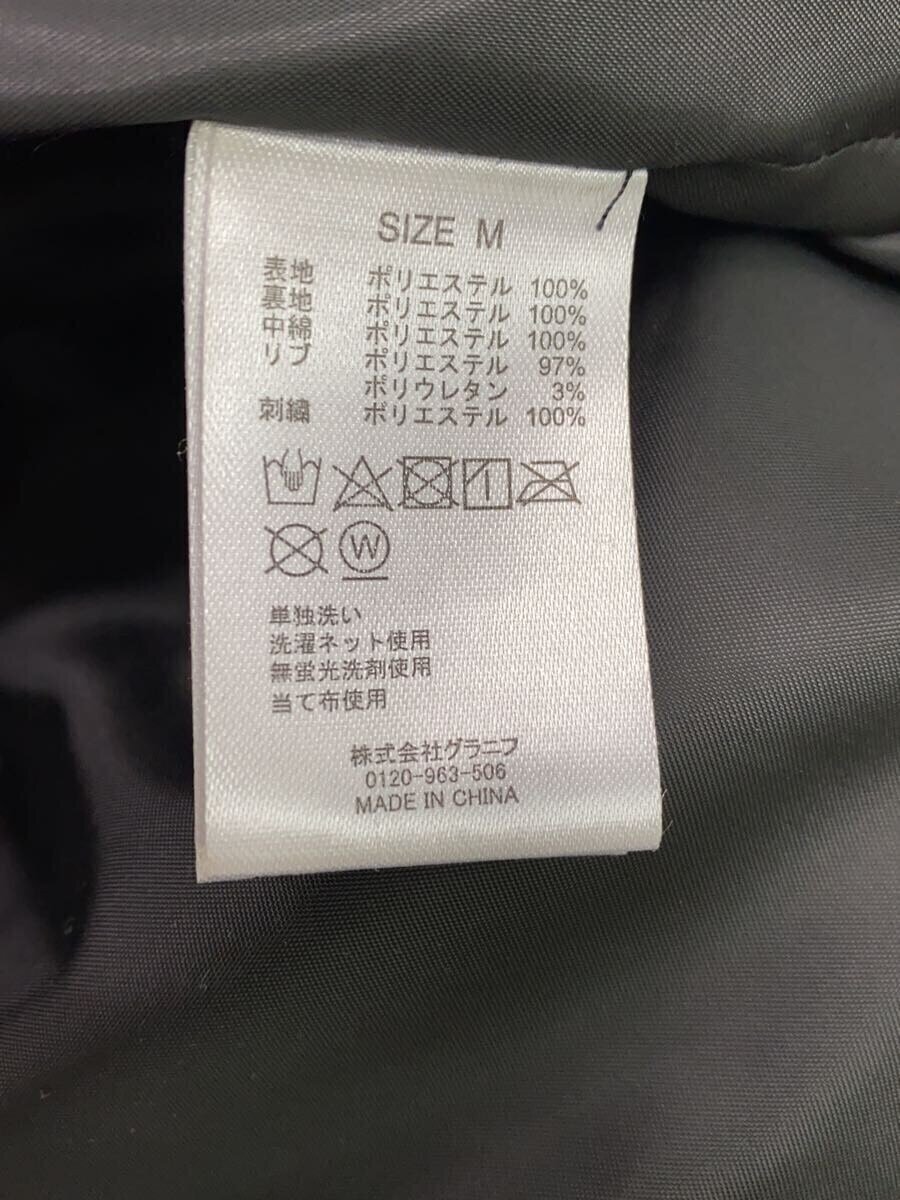 SIZE M
表地 ポリエステル 100%
裏地 ポリエステル 100%
中綿 ポリエステル 100%
リブ ポリエステル 97%
ポリウレタン 3%
刺繍 ポリエステル 100%
W
単独洗い
洗濯ネット使用
無蛍光洗剤使用
当て布使用
株式会社グラニフ
0120-963-506
MADE IN CHINA